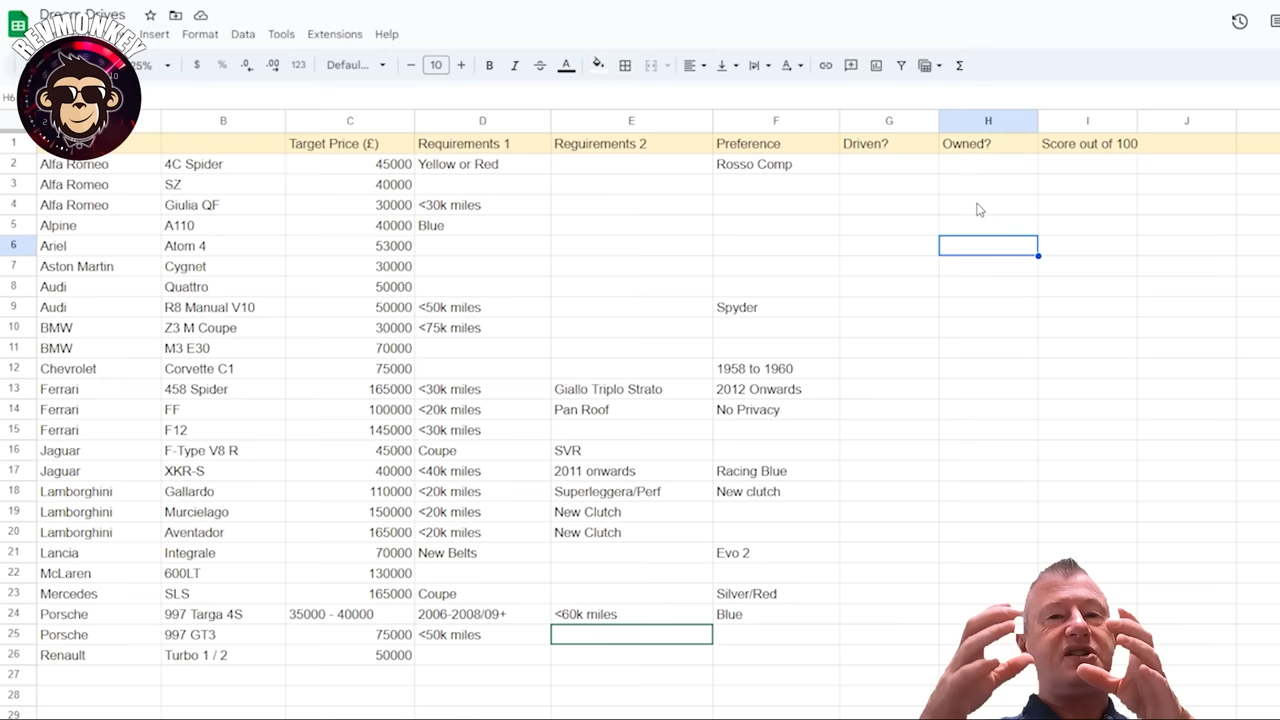 Dream Drives
REVMONKEY
Insert Format Data Tools Extensions Help
25% $ % .0 .00 123 Defaul... − 10 + B I A Σ
H6
B C D E F G H I J
1 Target Price (£) Requirements 1 Reguirements 2 Preference Driven? Owned? Score out of 100
2 Alfa Romeo 4C Spider 45000 Yellow or Red Rosso Comp
3 Alfa Romeo SZ 40000
4 Alfa Romeo Giulia QF 30000 <30k miles
5 Alpine A110 40000 Blue
6 Ariel Atom 4 53000
7 Aston Martin Cygnet 30000
8 Audi Quattro 50000
9 Audi R8 Manual V10 50000 <50k miles Spyder
10 BMW Z3 M Coupe 30000 <75k miles
11 BMW M3 E30 70000
12 Chevrolet Corvette C1 75000 1958 to 1960
13 Ferrari 458 Spider 165000 <30k miles Giallo Triplo Strato 2012 Onwards
14 Ferrari FF 100000 <20k miles Pan Roof No Privacy
15 Ferrari F12 145000 <30k miles
16 Jaguar F-Type V8 R 45000 Coupe SVR
17 Jaguar XKR-S 40000 <40k miles 2011 onwards Racing Blue
18 Lamborghini Gallardo 110000 <20k miles Superleggera/Perf New clutch
19 Lamborghini Murcielago 150000 <20k miles New Clutch
20 Lamborghini Aventador 165000 <20k miles New Clutch
21 Lancia Integrale 70000 New Belts Evo 2
22 McLaren 600LT 130000
23 Mercedes SLS 165000 Coupe Silver/Red
24 Porsche 997 Targa 4S 35000 - 40000 2006-2008/09+ <60k miles Blue
25 Porsche 997 GT3 75000 <50k miles
26 Renault Turbo 1 / 2 50000
27
28
29